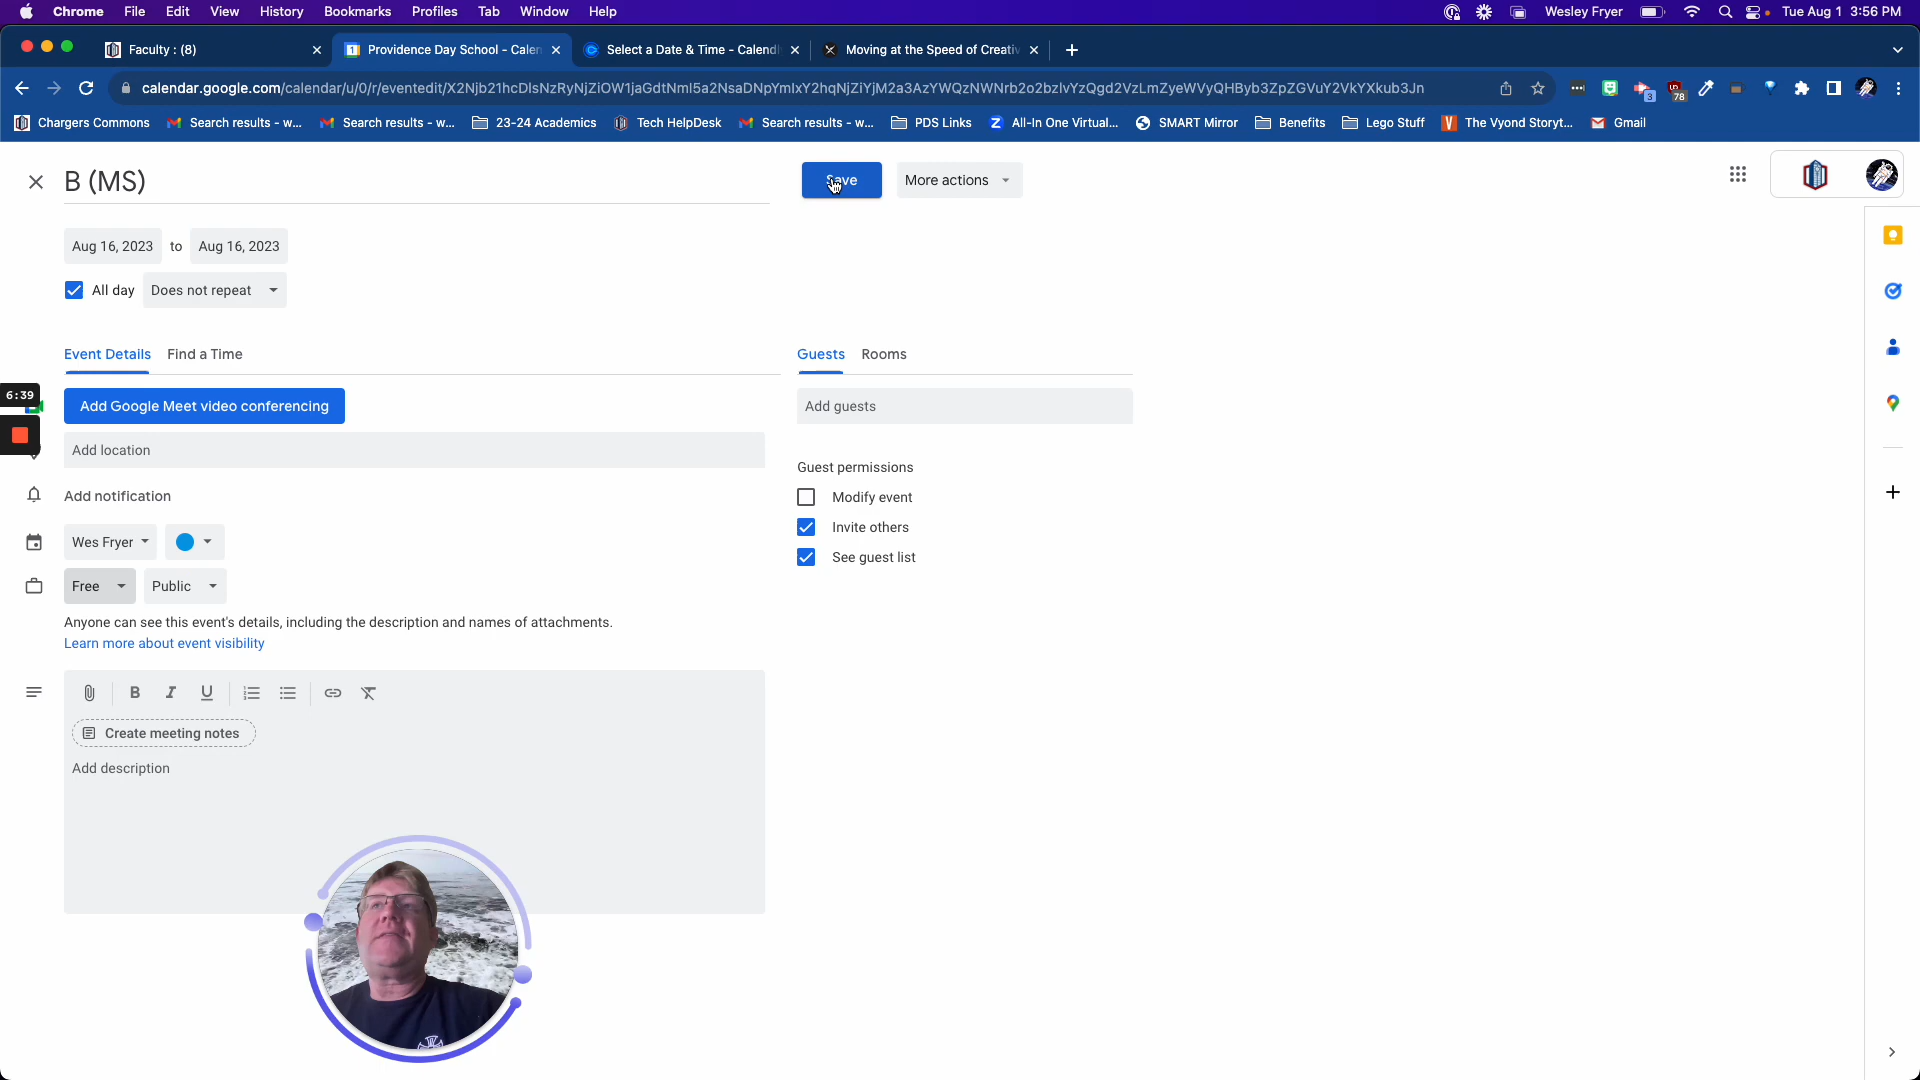 Chrome File Edit View History Bookmarks Profiles Tab Window Help Wesley Fryer Tue Aug 1 3:56 PM
Faculty : (8) Providence Day School - Calen Select a Date & Time - Calendl Moving at the Speed of Creativ
calendar.google.com/calendar/u/0/r/eventedit/
Chargers Commons Search results - w... Search results - w... 23-24 Academics Tech HelpDesk Search results - w... PDS Links All-In One Virtual... SMART Mirror Benefits Lego Stuff The Vyond Storyt... Gmail
B (MS)
Save More actions
Aug 16, 2023 to Aug 16, 2023
All day Does not repeat
Event Details Find a Time
Guests Rooms
6:39
Add Google Meet video conferencing
Add guests
Add location
Guest permissions
Add notification
Modify event
Invite others
Wes Fryer
See guest list
Free Public
Anyone can see this event's details, including the description and names of attachments.
Learn more about event visibility
Create meeting notes
Add description